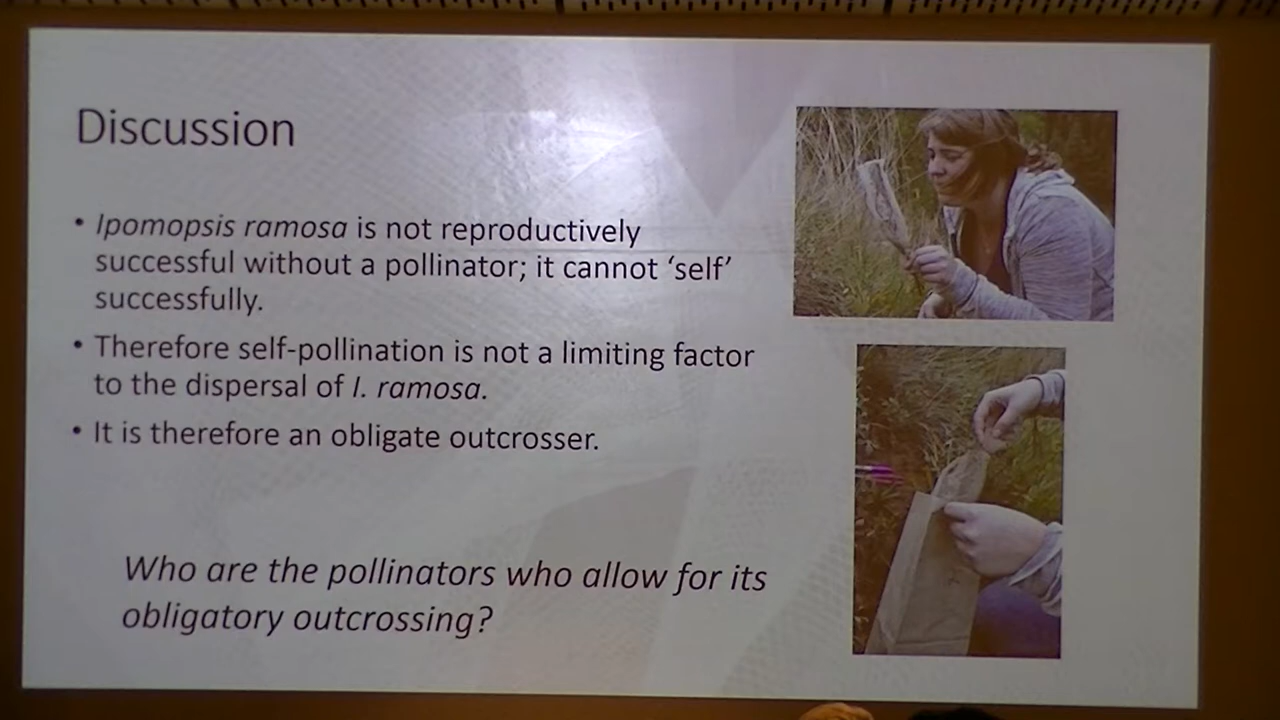 Discussion
• Ipomopsis ramosa is not reproductively
successful without a pollinator; it cannot ‘self’
successfully.
• Therefore self-pollination is not a limiting factor
to the dispersal of I. ramosa.
• It is therefore an obligate outcrosser.
Who are the pollinators who allow for its
obligatory outcrossing?